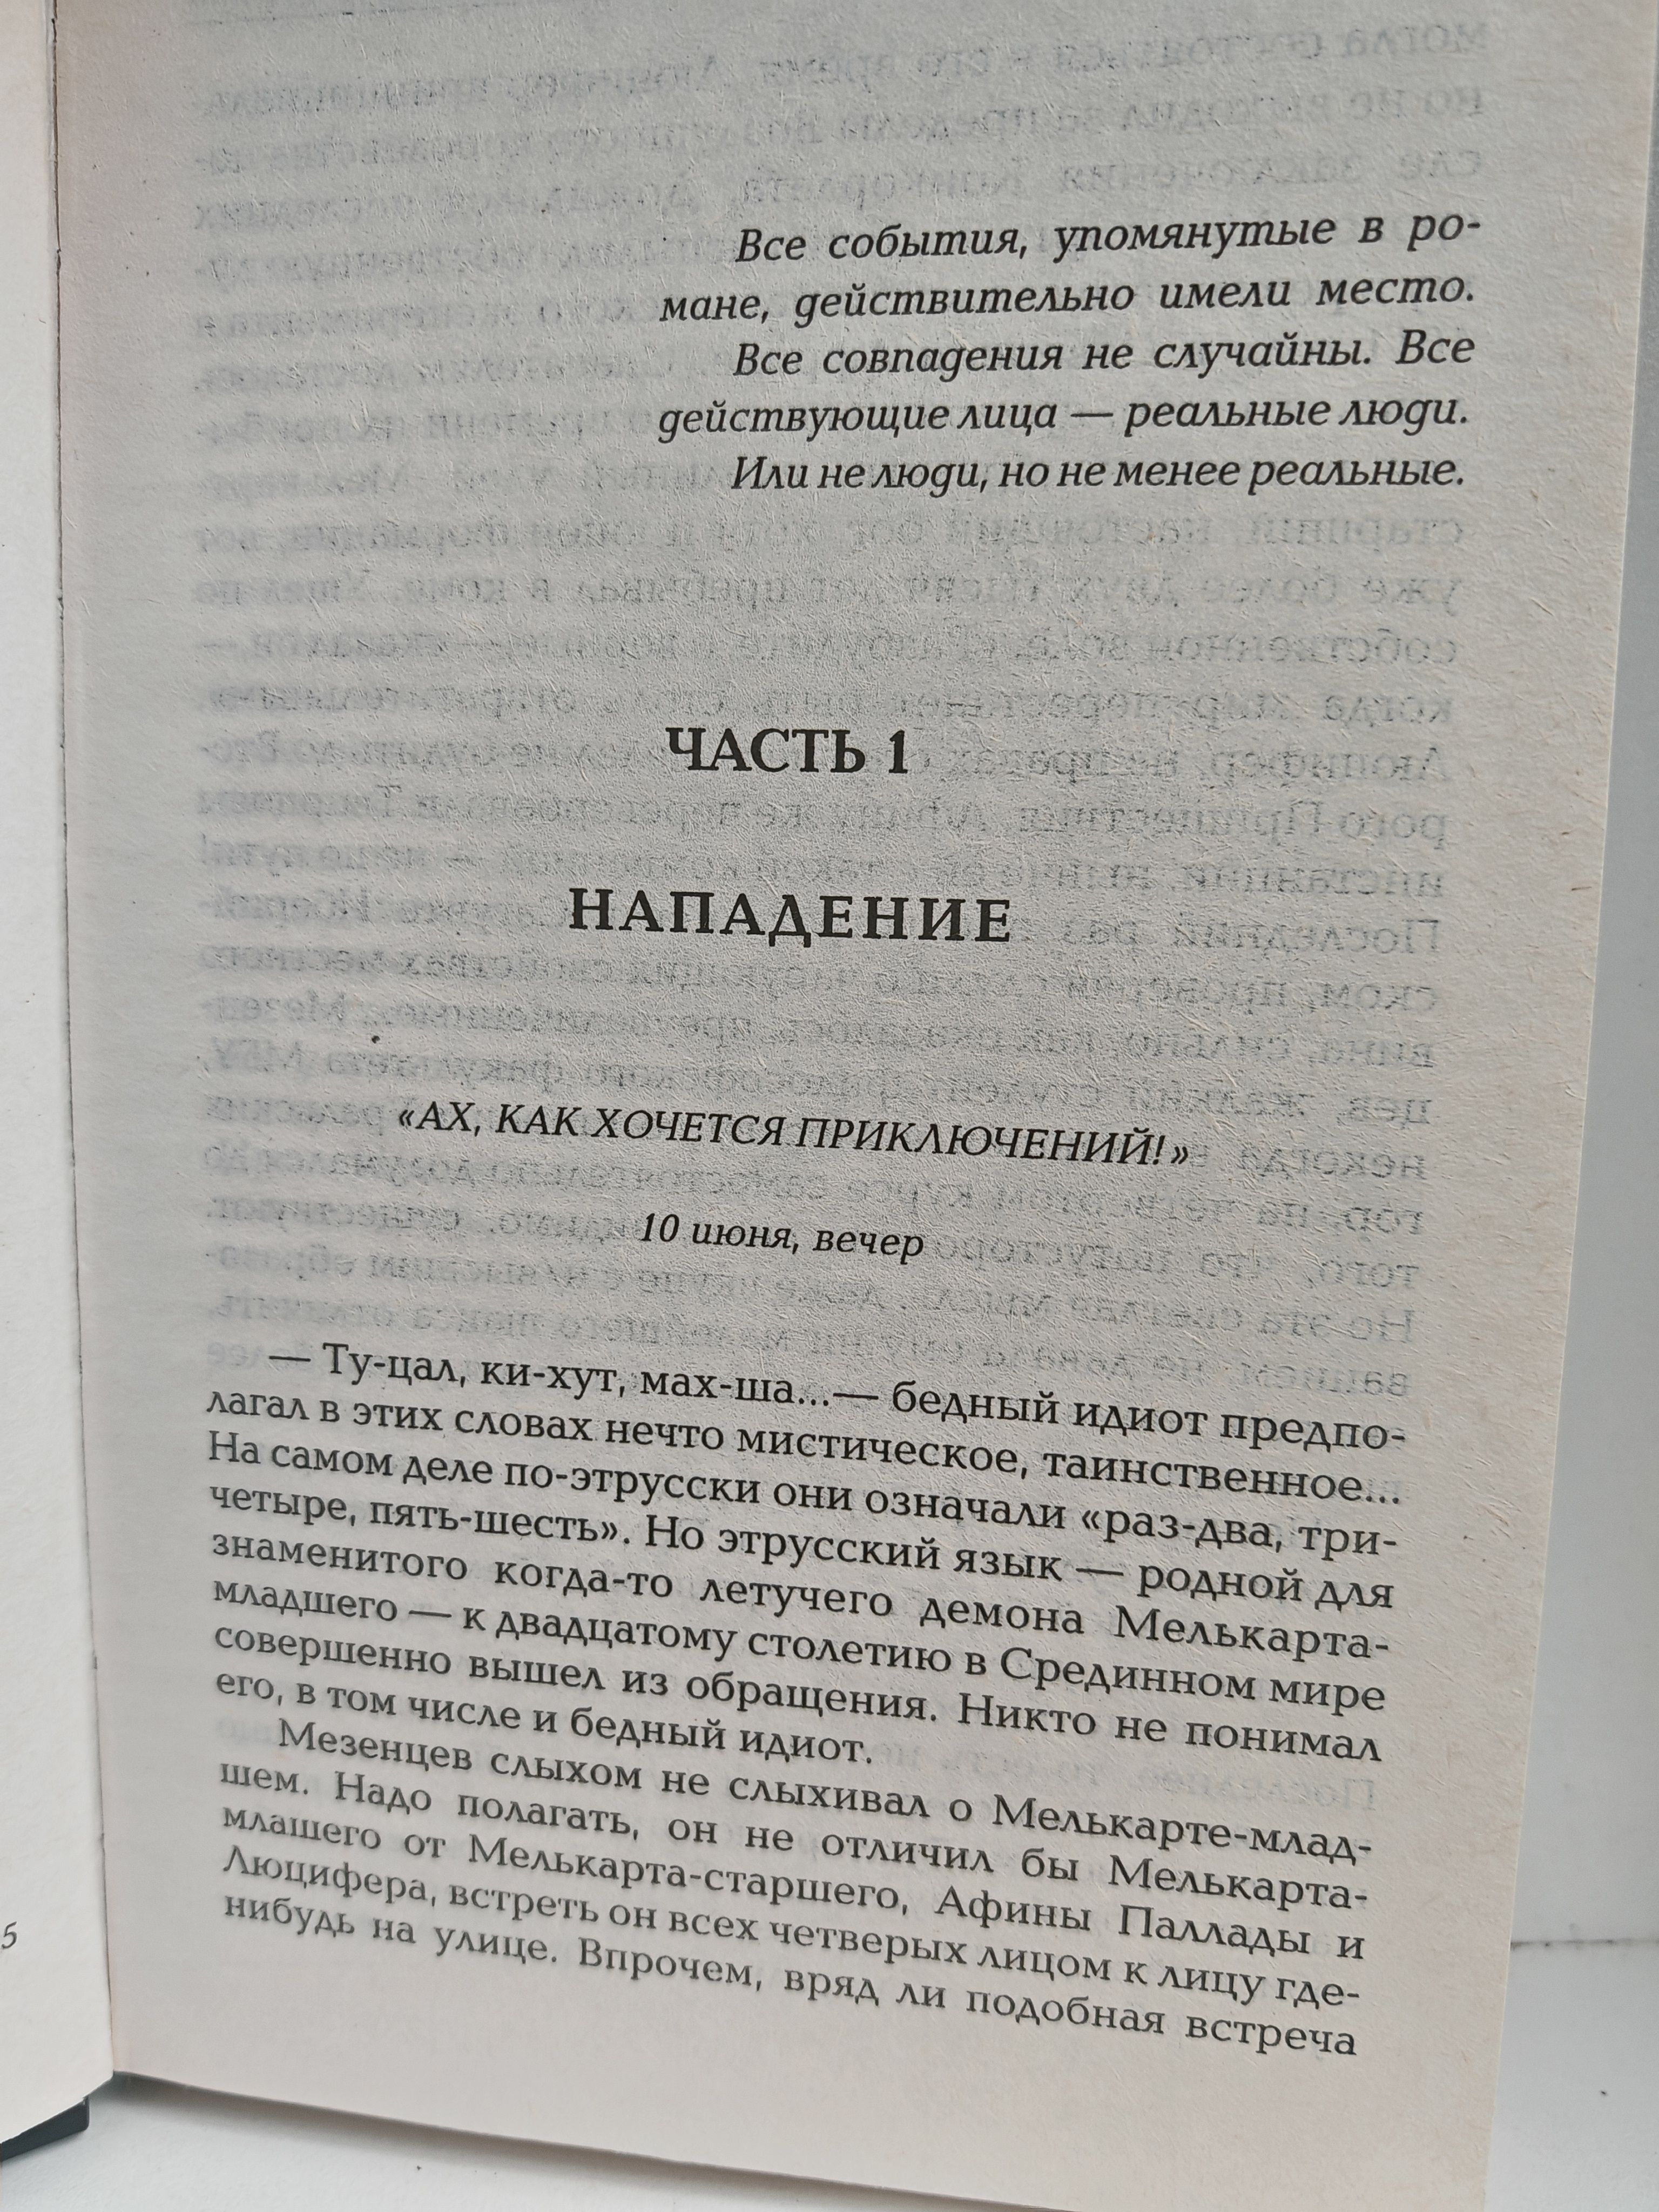 Все события, упомянутые в ро-
мане, действительно имели место.
Все совпадения не случайны. Все
действующие лица — реальные люди.
Или не люди, но не менее реальные.
ЧАСТЬ 1
НАПАДЕНИЕ
«АХ, КАК ХОЧЕТСЯ ПРИКЛЮЧЕНИЙ!»
10 июня, вечер
— Ту-цал, ки-хут, мах-ша...— бедный идиот предпо-
лагал в этих словах нечто мистическое, таинственное...
На самом деле по-этрусски они означали «раз-два, три-
четыре, пять-шесть». Но этрусский язык — родной для
знаменитого когда-то летучего демона Мелькарта-
младшего — к двадцатому столетию в Срединном мире
совершенно вышел из обращения. Никто не понимал
его, в том числе и бедный идиот.
Мезенцев слыхом не слыхивал о Мелькарте-млад-
шем. Надо полагать, он не отличил бы Мелькарта-
млашего от Мелькарта-старшего, Афины Паллады и
Люцифера, встреть он всех четверых лицом к лицу где-
нибудь на улице. Впрочем, вряд ли подобная встреча
5